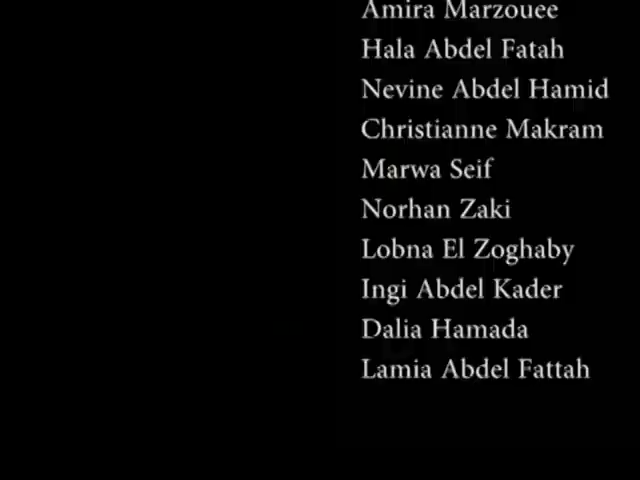 Amira Marzouee
Hala Abdel Fatah
Nevine Abdel Hamid
Christianne Makram
Marwa Seif
Norhan Zaki
Lobna El Zoghaby
Ingi Abdel Kader
Dalia Hamada
Lamia Abdel Fattah